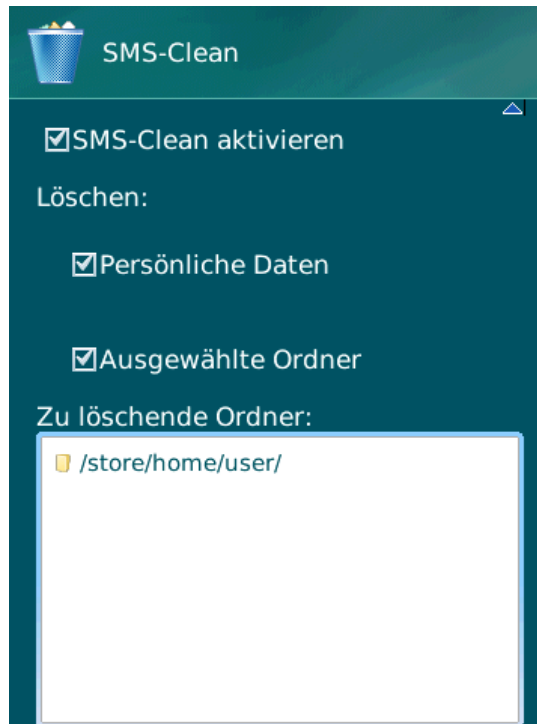 SMS-Clean
SMS-Clean aktivieren
Löschen:
Persönliche Daten
Ausgewählte Ordner
Zu löschende Ordner:
/store/home/user/